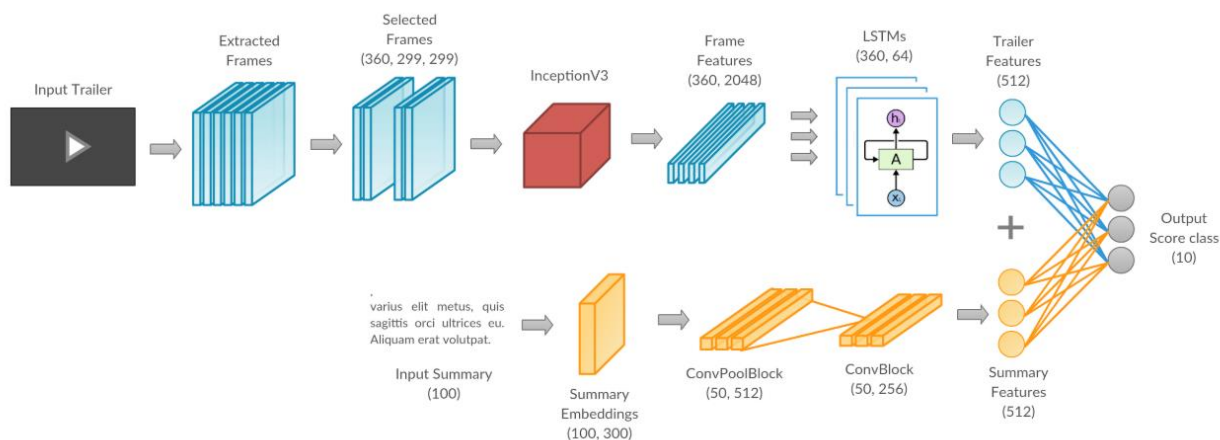 Input Trailer
Extracted
Frames
Selected
Frames
(360, 299, 299)
InceptionV3
Frame
Features
(360, 2048)
LSTMs
(360, 64)
h
A
x
Trailer
Features
(512)
+
Output
Score class
(10)
.
varius elit metus, quis
sagittis orci ultrices eu.
Aliquam erat volutpat.
Input Summary
(100)
Summary
Embeddings
(100, 300)
ConvPoolBlock
(50, 512)
ConvBlock
(50, 256)
Summary
Features
(512)